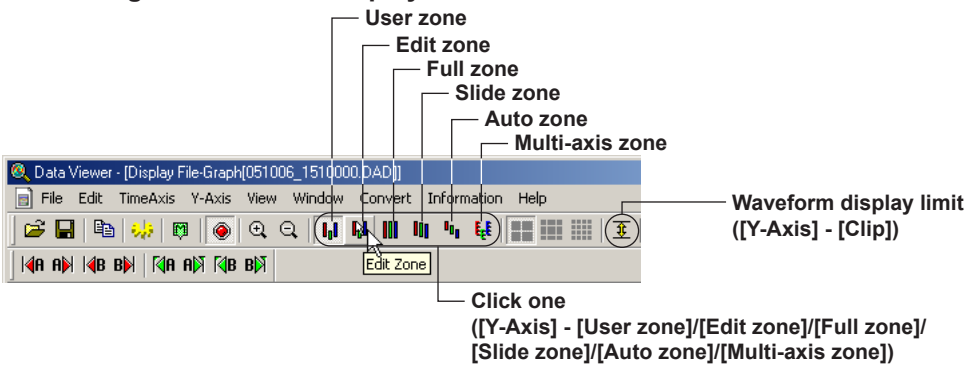 User zone
Edit zone
Full zone
Slide zone
Auto zone
Multi-axis zone
Data Viewer - [Display File-Graph[051006_1510000.DAD]]
File Edit TimeAxis Y-Axis View Window Convert Information Help
Waveform display limit
([Y-Axis] - [Clip])
A A B B A A B B
Edit Zone
Click one
([Y-Axis] - [User zone]/[Edit zone]/[Full zone]/
[Slide zone]/[Auto zone]/[Multi-axis zone])